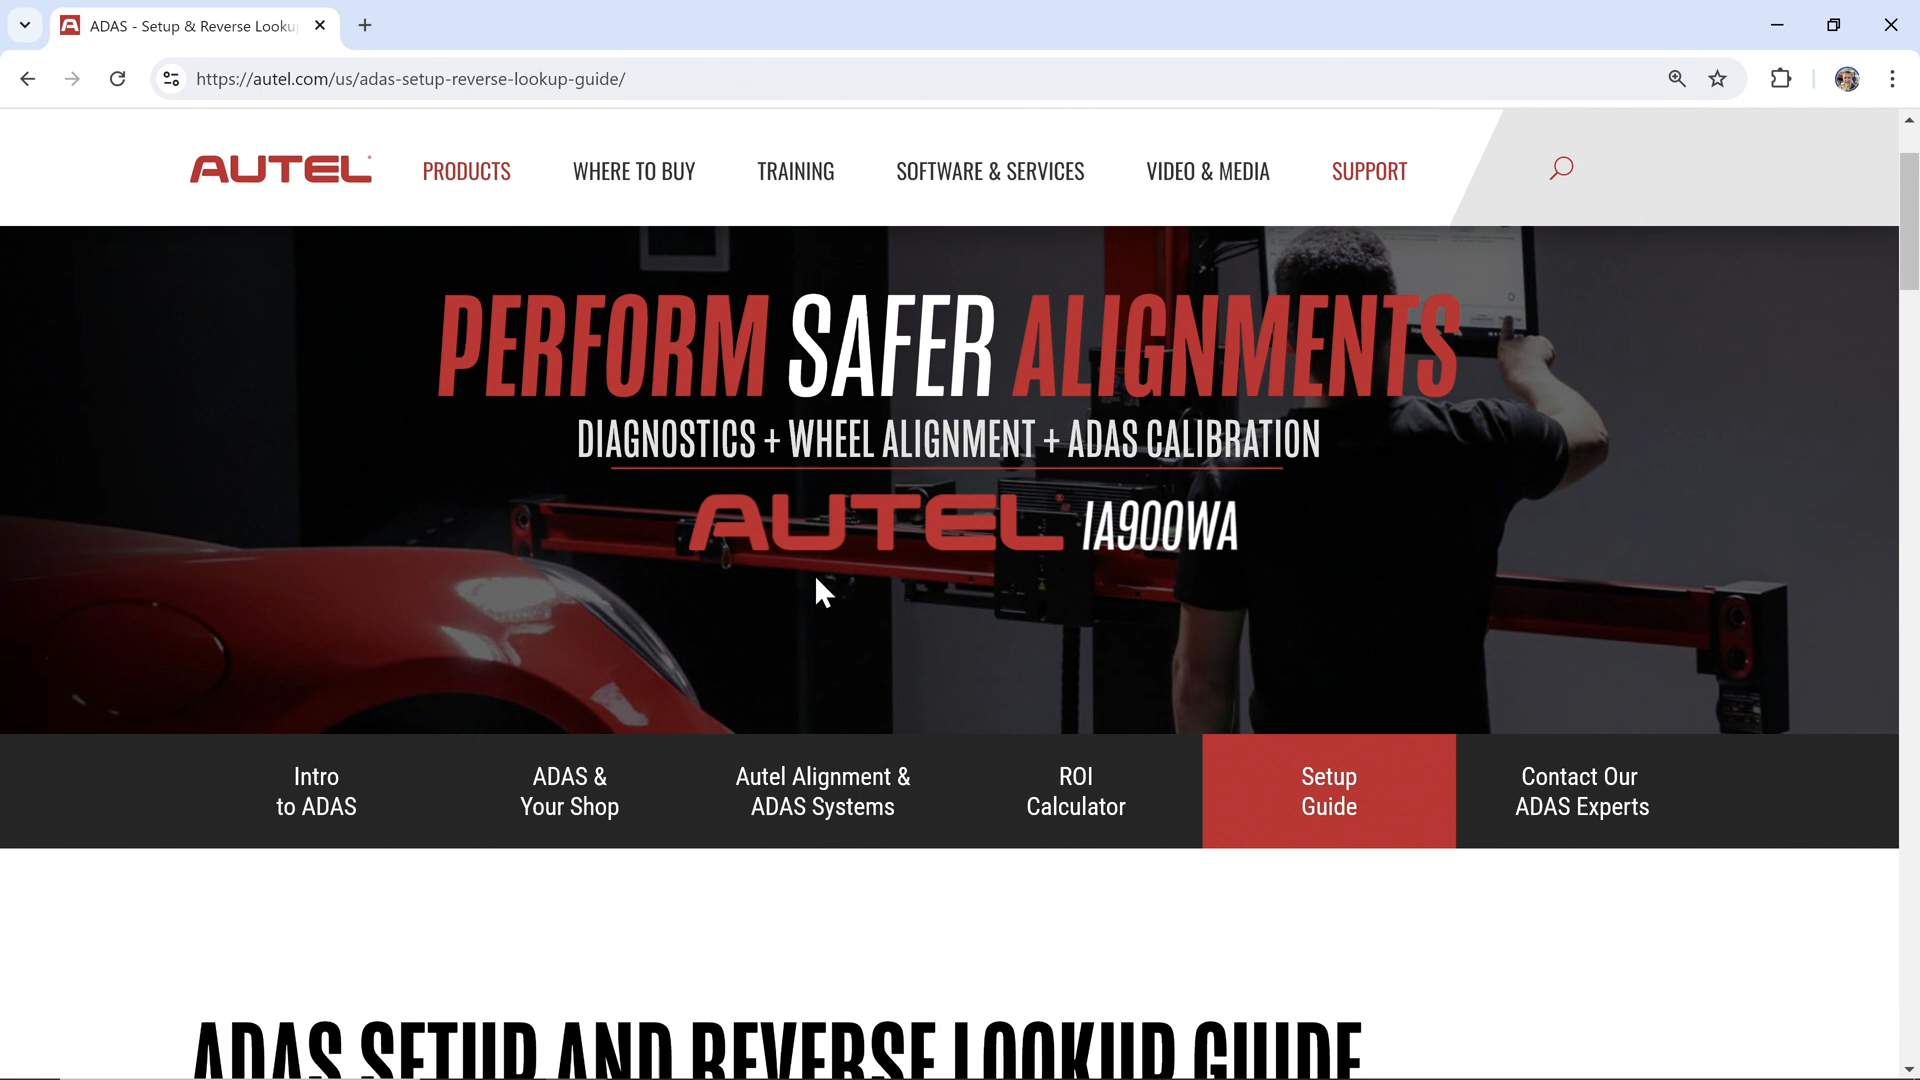 ADAS - Setup & Reverse Looku
https://autel.com/us/adas-setup-reverse-lookup-guide/
AUTEL PRODUCTS WHERE TO BUY TRAINING SOFTWARE & SERVICES VIDEO & MEDIA SUPPORT
PERFORM SAFER ALIGNMENTS
DIAGNOSTICS + WHEEL ALIGNMENT + ADAS CALIBRATION
AUTEL® IA900WA
Intro
to ADAS
ADAS &
Your Shop
Autel Alignment &
ADAS Systems
ROI
Calculator
Setup
Guide
Contact Our
ADAS Experts
ADAS SETUP AND REVERSE LOOKUP GUIDE